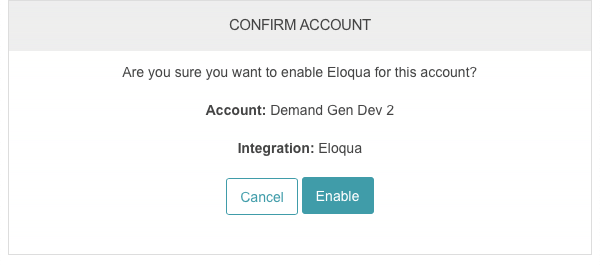 CONFIRM ACCOUNT
Are you sure you want to enable Eloqua for this account?
Account: Demand Gen Dev 2
Integration: Eloqua
Cancel Enable